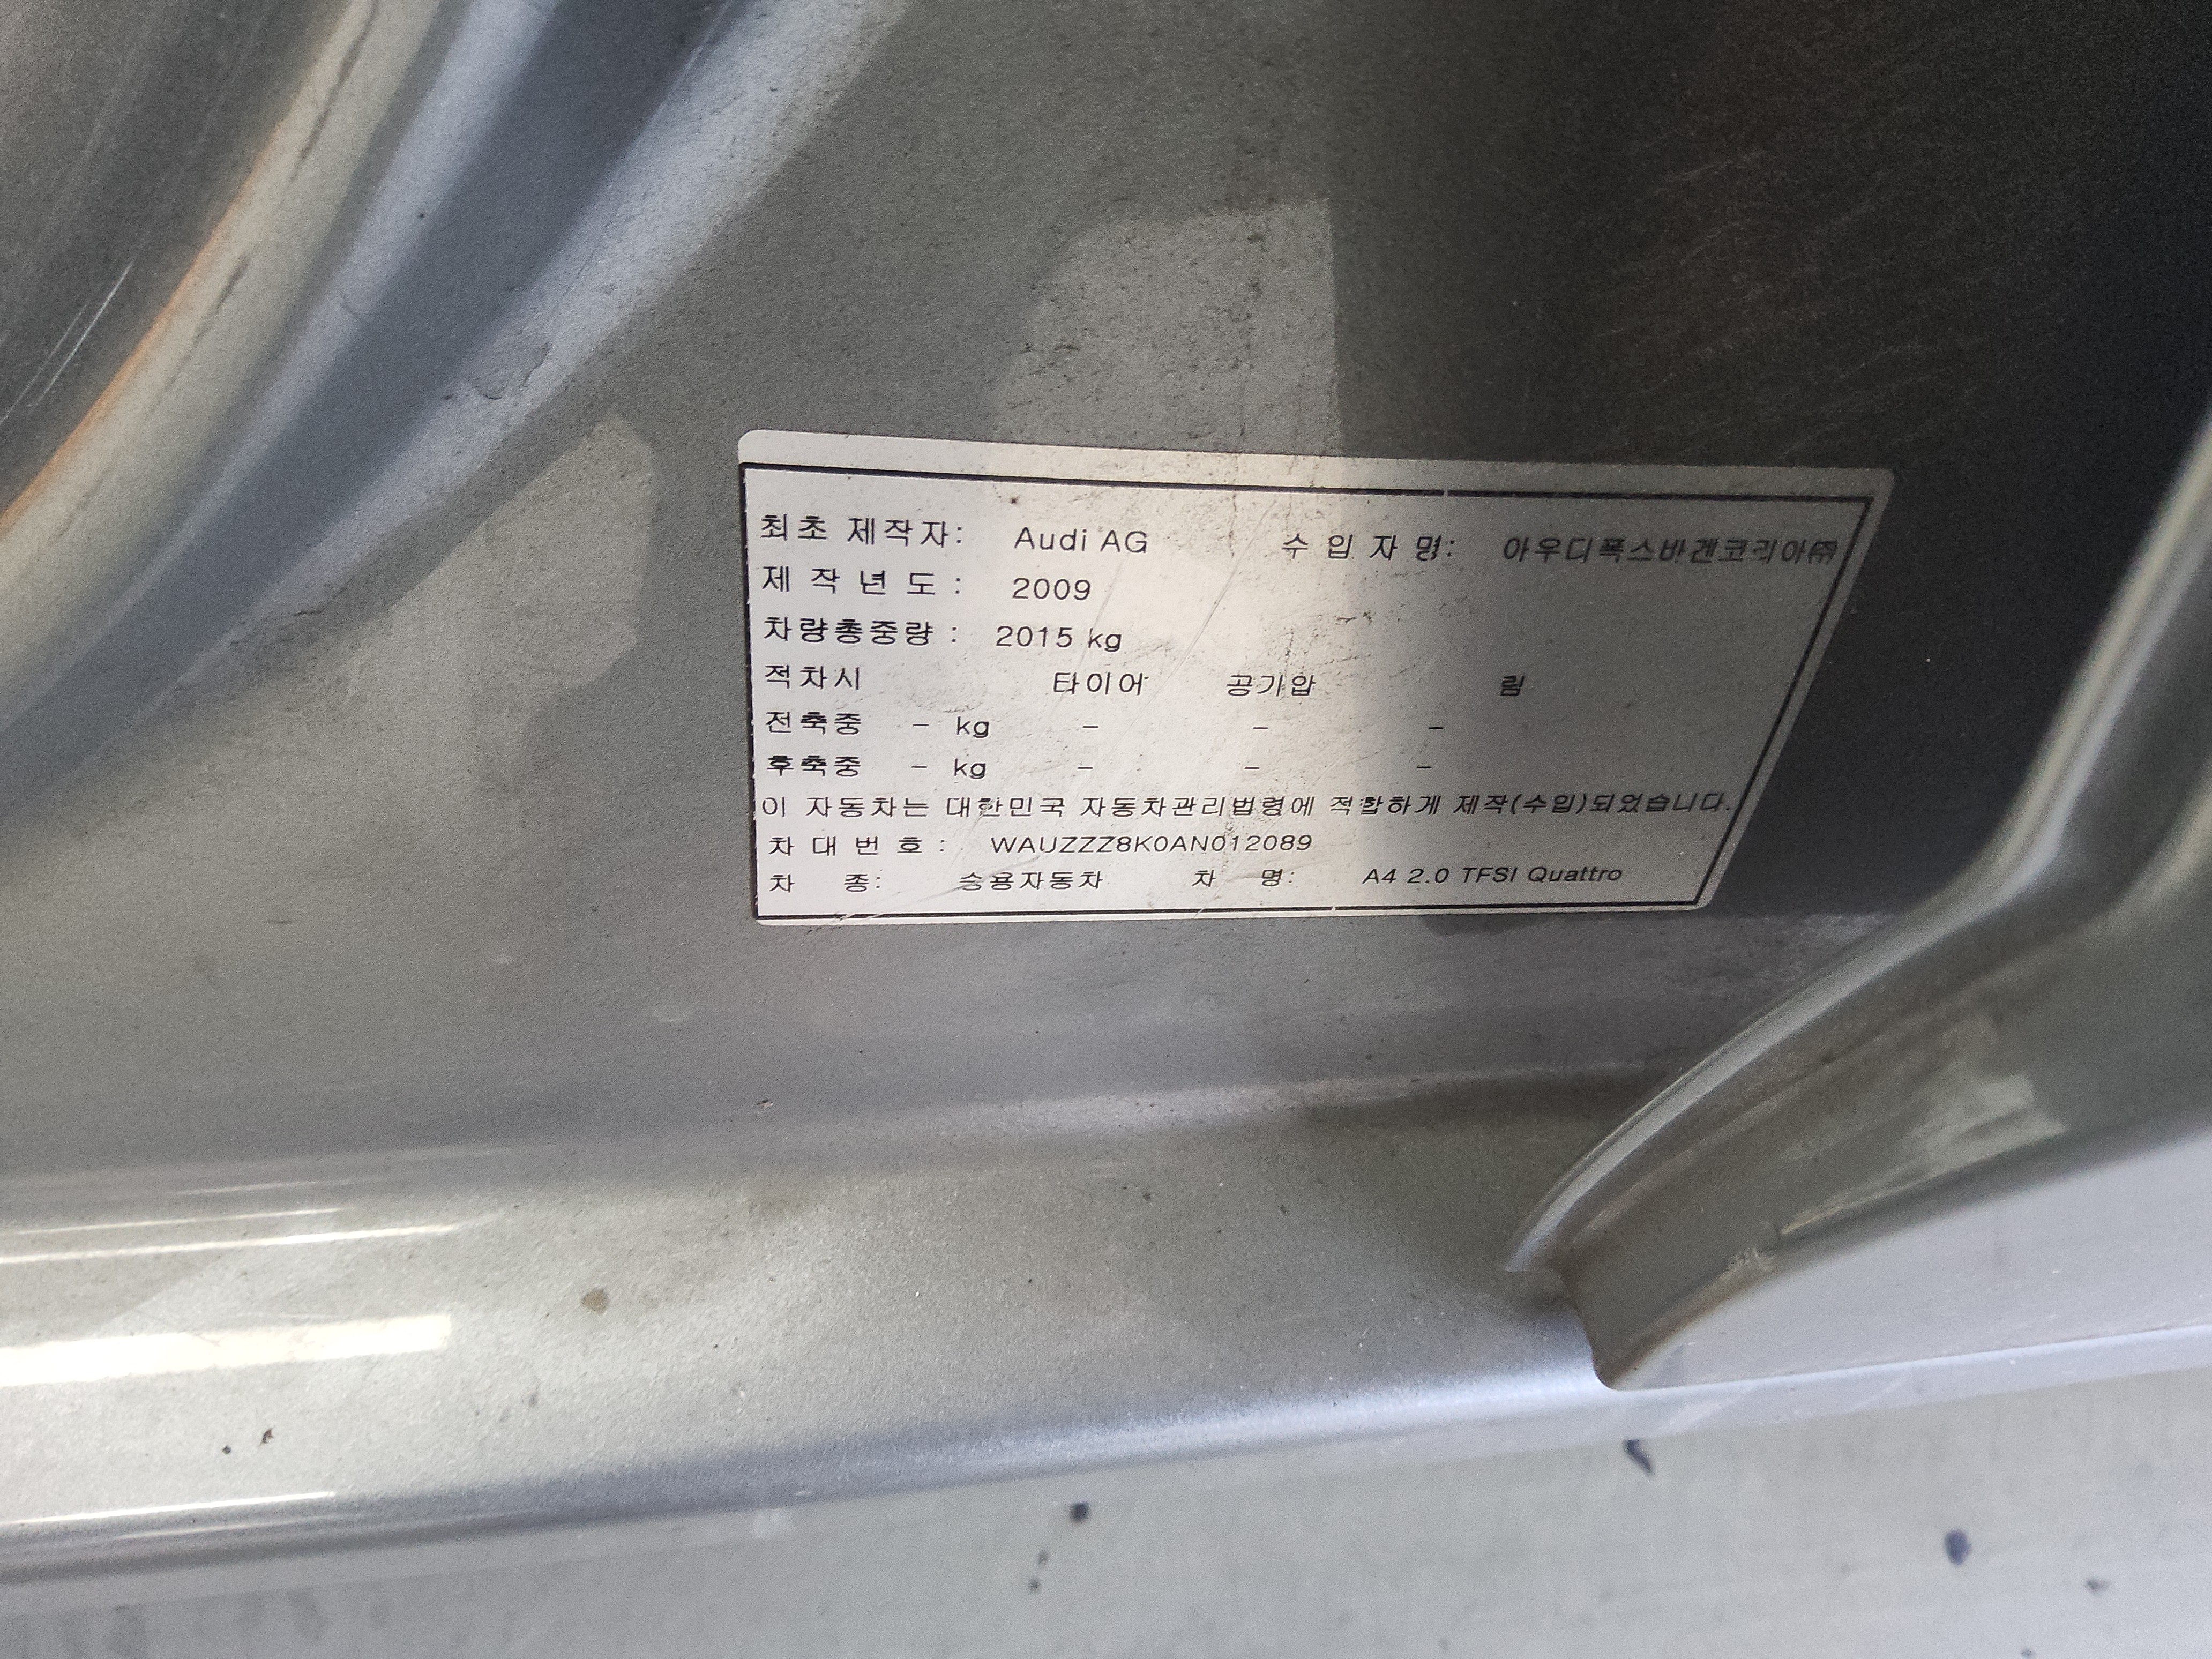 최초 제작자: Audi AG 수 입 자 명: 아우디폭스바겐코리아㈜
제 작 년 도 : 2009
차량총중량 : 2015 kg
적차시 타이어 공기압 림
전축중 - kg - - -
후축중 - kg - - -
이 자동차는 대한민국 자동차관리법령에 적합하게 제작(수입)되었습니다.
차 대 번 호 : WAUZZZ8K0AN012089
차 종: 승용자동차 차 명: A4 2.0 TFSI Quattro